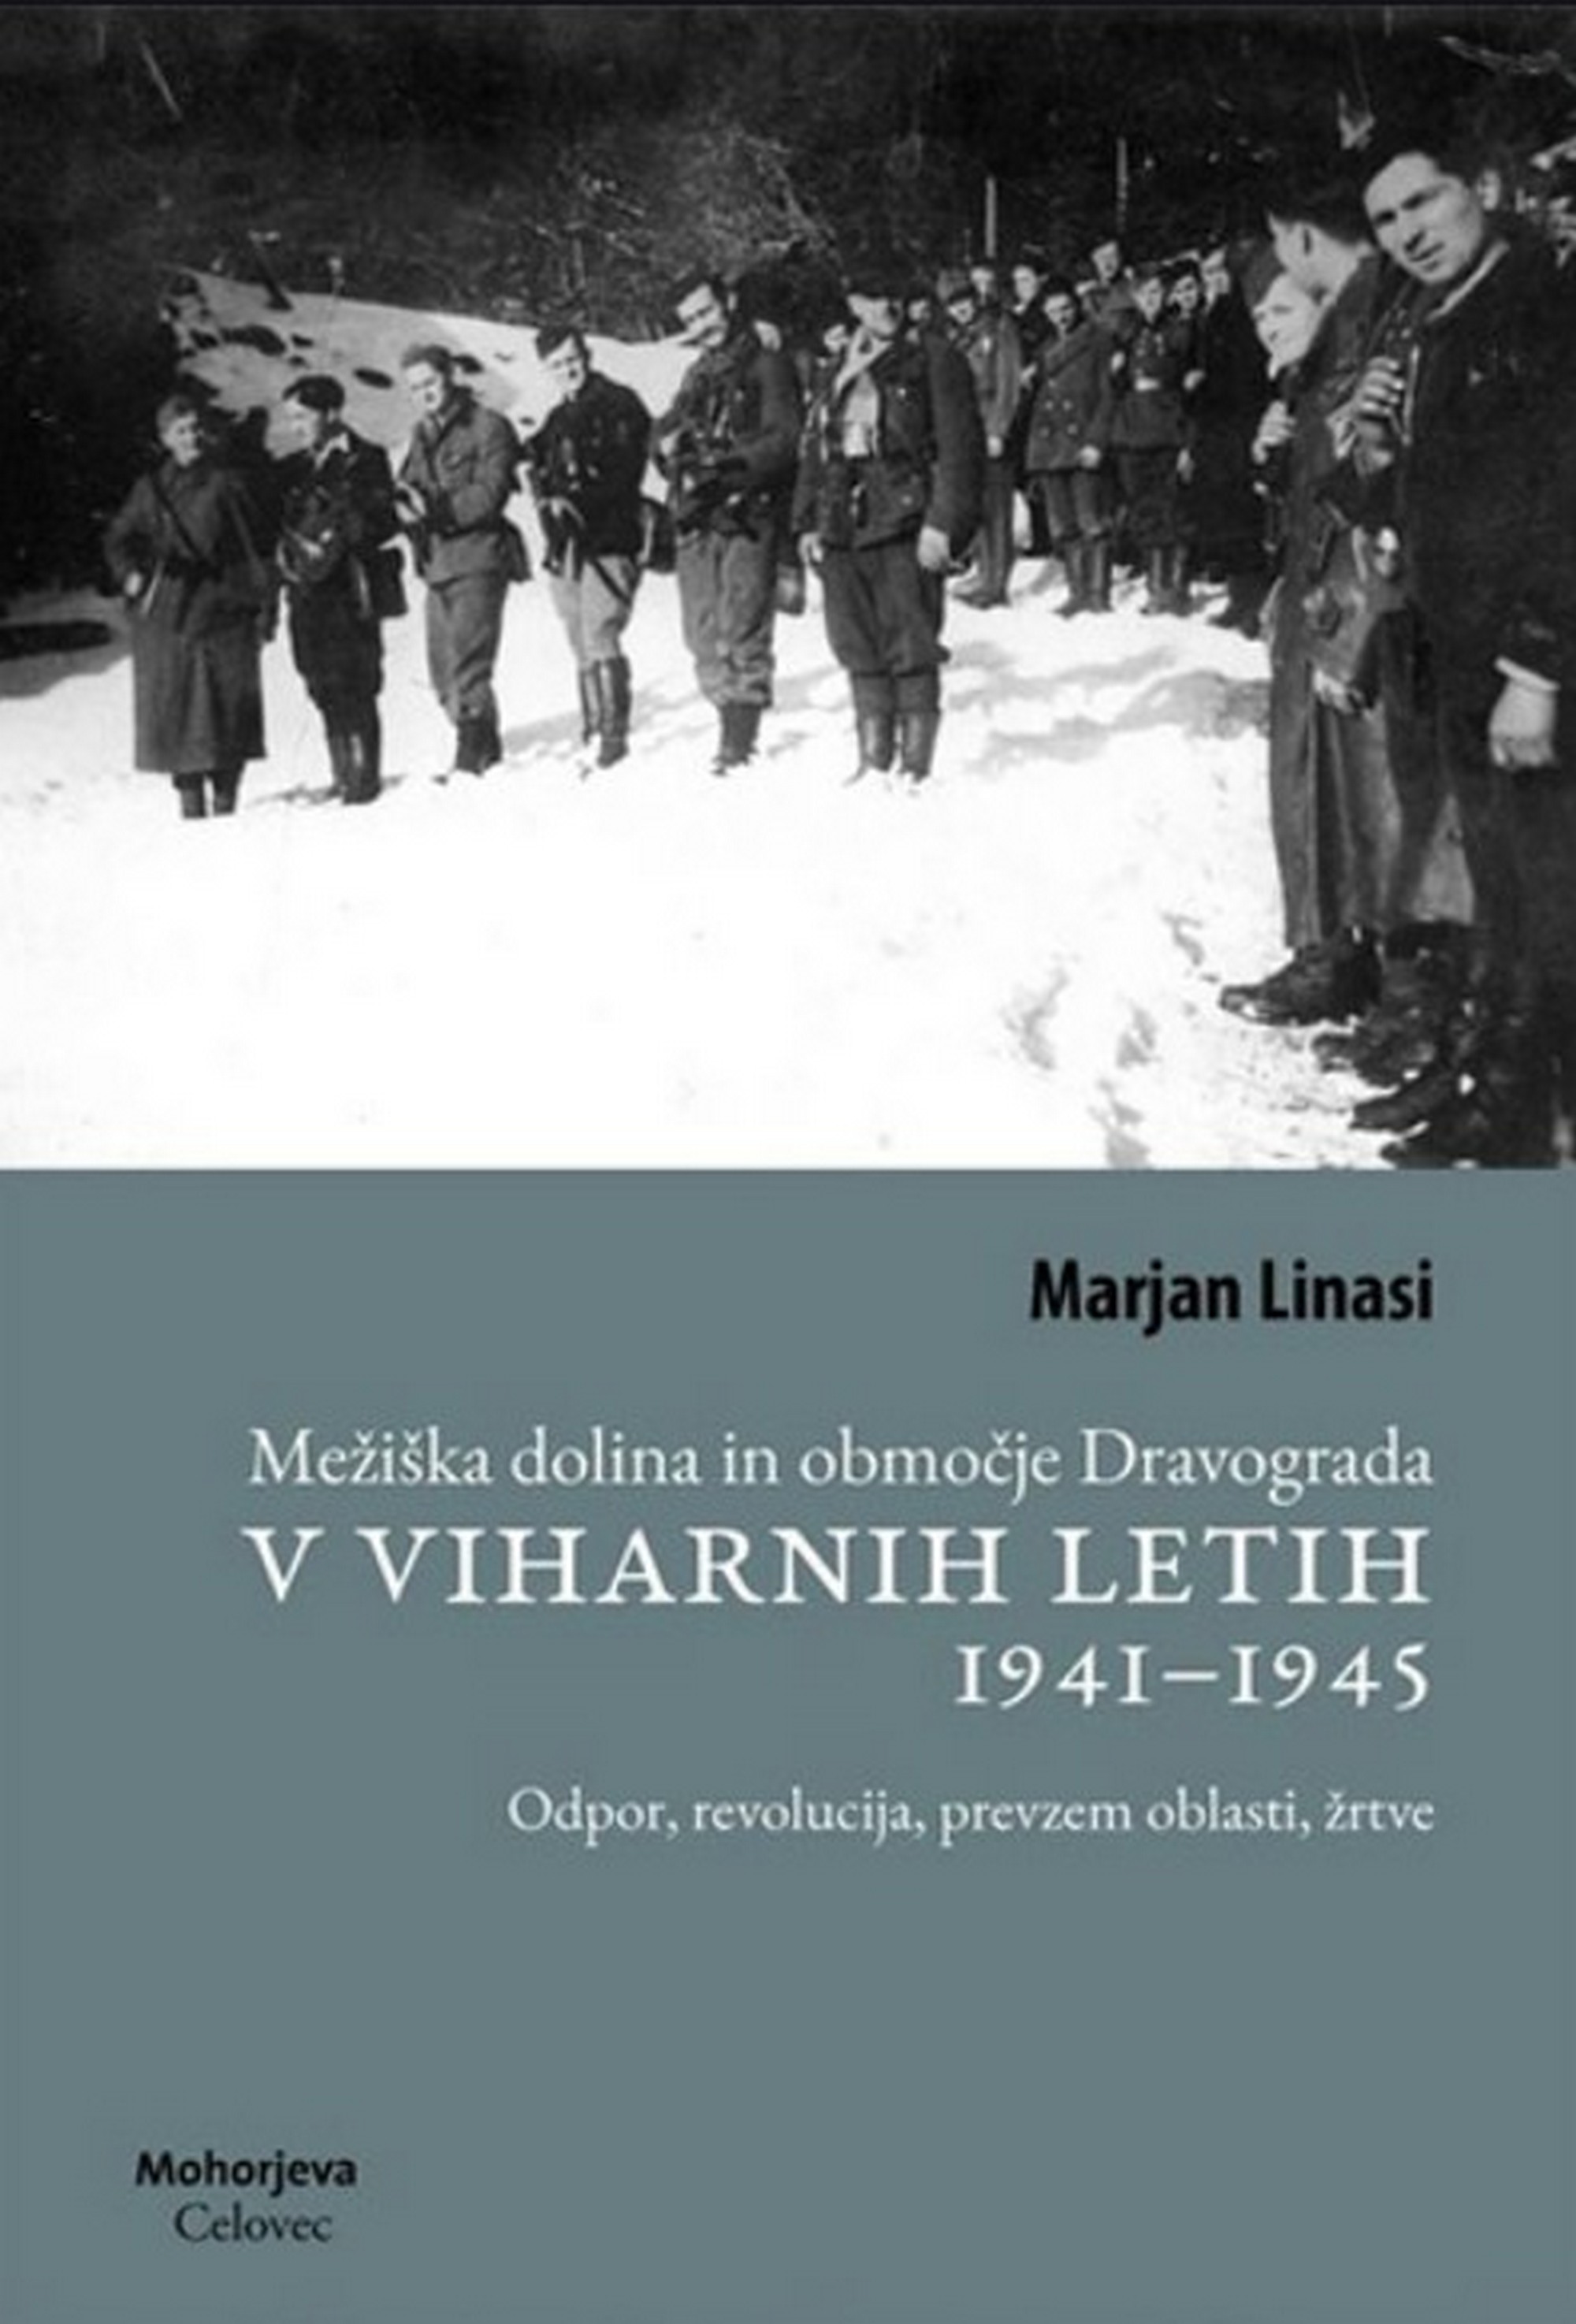 Marjan Linasi
Mežiška dolina in območje Dravograda
V VIHARNIH LETIH
1941–1945
Odpor, revolucija, prevzem oblasti, žrtve
Mohorjeva
Celovec